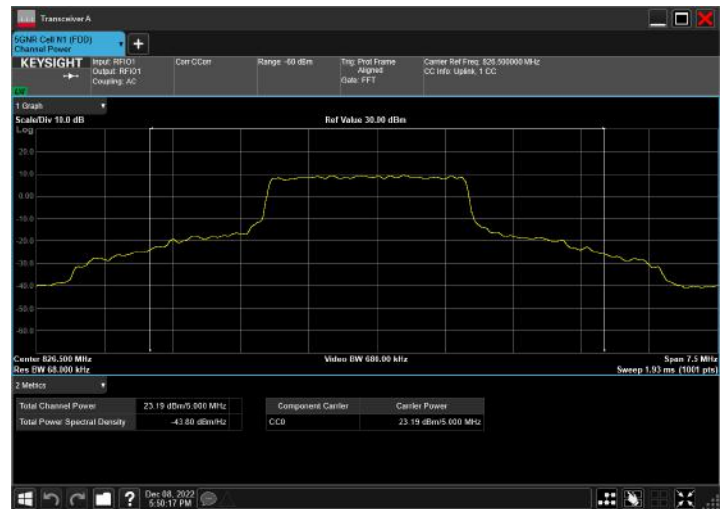 Transceiver A
5GNR Cell N1 (FDD)
Channel Power
KEYSIGHT
Input: RFIO1
Output: RFIO1
Coupling: AC
Corr CCorr
Range: -60 dBm
Trig: Prot Frame
Aligned
Gate: FFT
Carrier Ref Freq: 826.500000 MHz
CC Info: Uplink, 1 CC
1 Graph
Scale/Div 10.0 dB
Ref Value 30.00 dBm
Log
20.0
10.0
0.00
-10.0
-20.0
-30.0
-40.0
-50.0
-60.0
Center 826.500 MHz
Video BW 680.00 kHz
Span 7.5 MHz
Res BW 68.000 kHz
Sweep 1.93 ms (1001 pts)
2 Metrics
Total Channel Power 23.19 dBm/5.000 MHz
Total Power Spectral Density -43.80 dBm/Hz
Component Carrier Carrier Power
CC0 23.19 dBm/5.000 MHz
?
Dec 08, 2022
5:50:17 PM